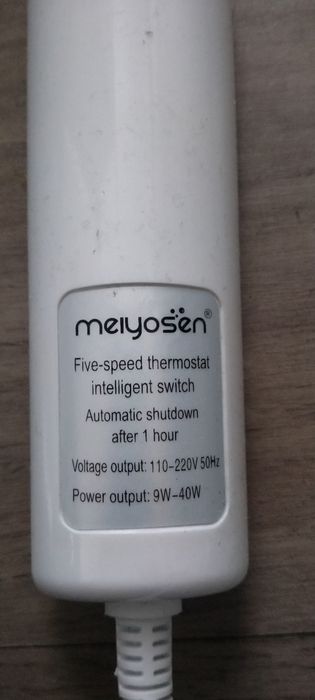 meiyosen®
Five-speed thermostat
intelligent switch
Automatic shutdown
after 1 hour
Voltage output: 110-220V 50Hz
Power output: 9W-40W